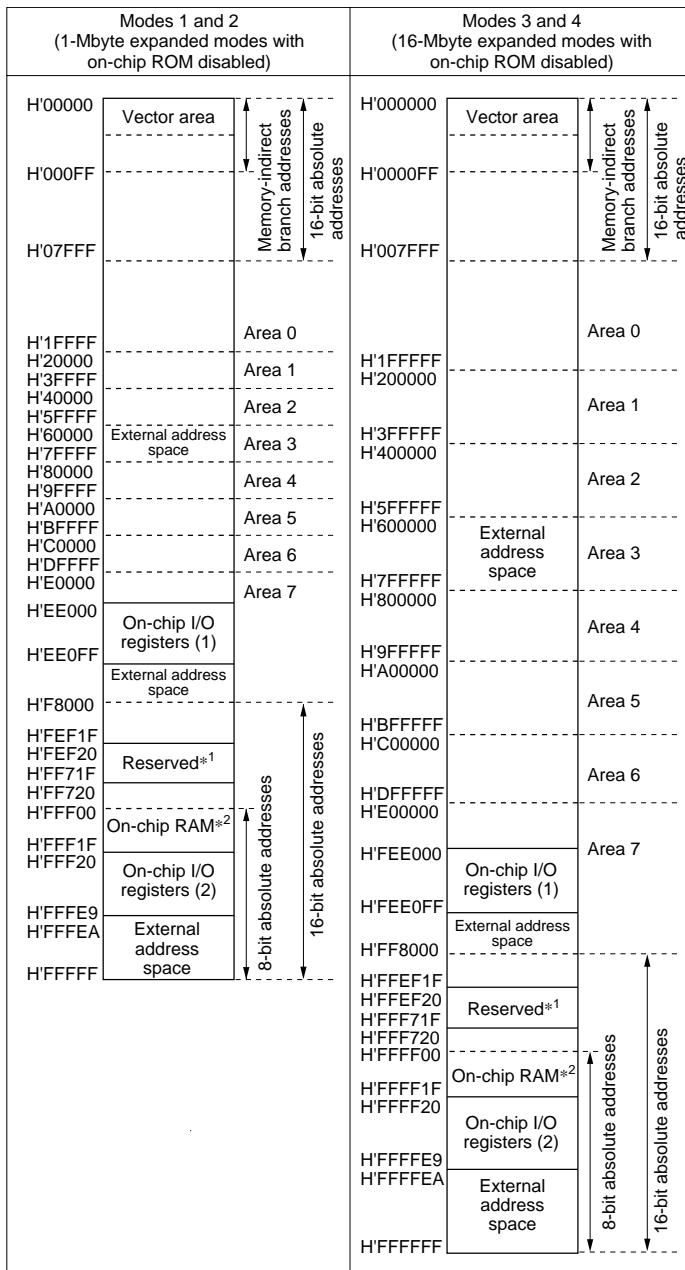 Modes 1 and 2
(1-Mbyte expanded modes with
on-chip ROM disabled)
H'00000
Vector area
H'000FF
H'07FFF
Memory-indirect
branch addresses
16-bit absolute
addresses
H'1FFFF
Area 0
H'20000
H'3FFFF
Area 1
H'40000
H'5FFFF
Area 2
H'60000
H'7FFFF
External address
space
Area 3
H'80000
H'9FFFF
Area 4
H'A0000
H'BFFFF
Area 5
H'C0000
H'DFFFF
Area 6
H'E0000
Area 7
H'EE000
On-chip I/O
registers (1)
H'EE0FF
External address
space
H'F8000
H'FEF1F
H'FEF20
Reserved*1
H'FF71F
H'FF720
H'FFF00
On-chip RAM*2
H'FFF1F
H'FFF20
On-chip I/O
registers (2)
H'FFFE9
H'FFFEA
External
address
space
H'FFFFF
8-bit absolute addresses
16-bit absolute addresses
Modes 3 and 4
(16-Mbyte expanded modes with
on-chip ROM disabled)
H'000000
Vector area
H'0000FF
H'007FFF
Memory-indirect
branch addresses
16-bit absolute
addresses
Area 0
H'1FFFFF
H'200000
Area 1
H'3FFFFF
H'400000
Area 2
H'5FFFFF
H'600000
External
address
space
Area 3
H'7FFFFF
H'800000
Area 4
H'9FFFFF
H'A00000
Area 5
H'BFFFFF
H'C00000
Area 6
H'DFFFFF
H'E00000
Area 7
H'FEE000
On-chip I/O
registers (1)
H'FEE0FF
External address
space
H'FF8000
H'FFEF1F
H'FFEF20
Reserved*1
H'FFF71F
H'FFF720
H'FFFF00
On-chip RAM*2
H'FFFF1F
H'FFFF20
On-chip I/O
registers (2)
H'FFFFE9
H'FFFFEA
External
address
space
H'FFFFFF
8-bit absolute addresses
16-bit absolute addresses